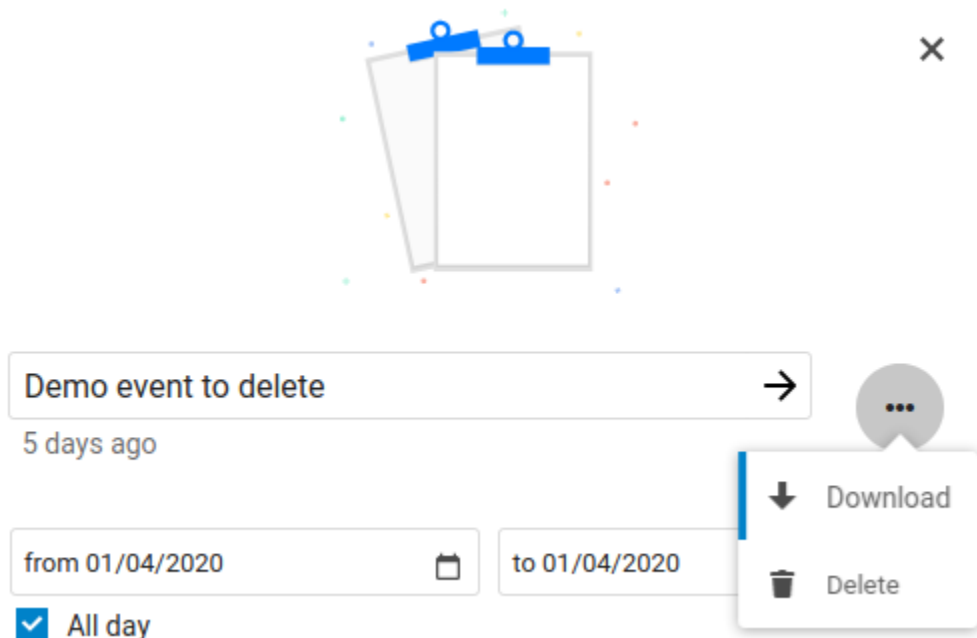 Demo event to delete
5 days ago
Download
from 01/04/2020
to 01/04/2020
Delete
All day